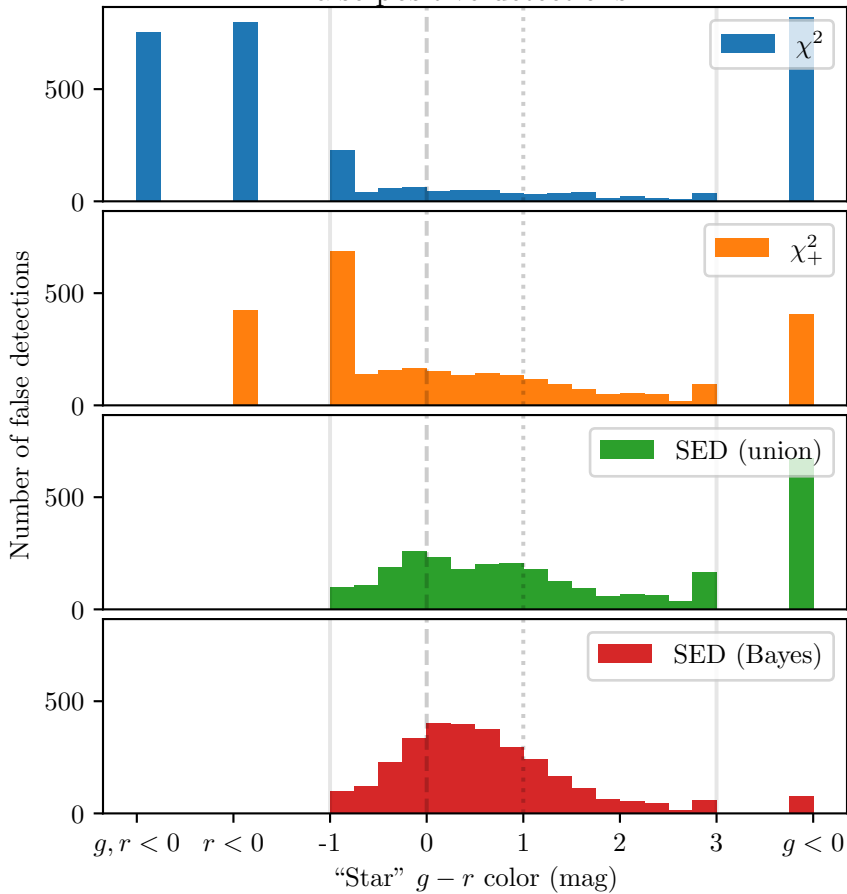 500
0
χ²
500
0
χ²₊
500
0
SED (union)
500
0
SED (Bayes)
Number of false detections
g, r < 0 r < 0 -1 0 1 2 3 g < 0
“Star” g − r color (mag)